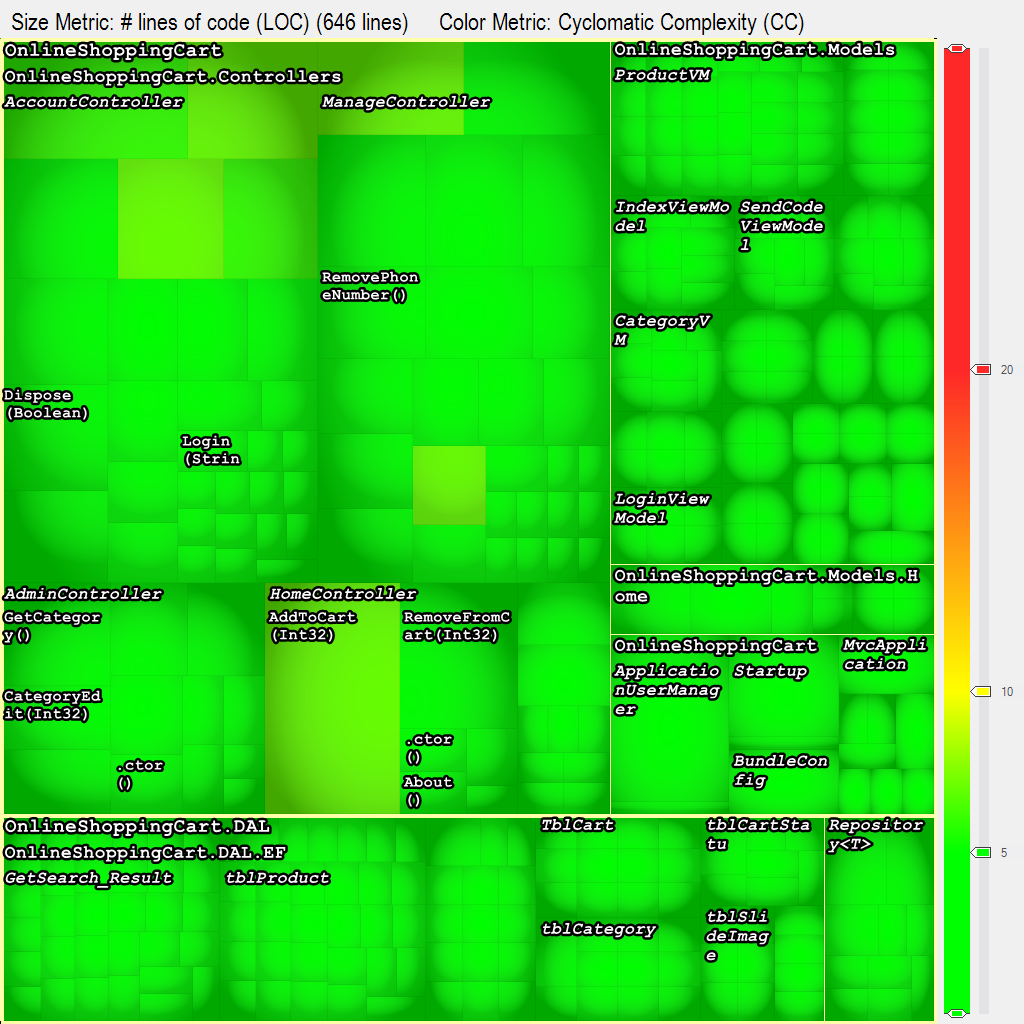 Size Metric: # lines of code (LOC) (646 lines) Color Metric: Cyclomatic Complexity (CC)
OnlineShoppingCart
OnlineShoppingCart.Controllers
AccountController
ManageController
RemovePhon
eNumber()
Dispose
(Boolean)
Login
(Strin
AdminController
GetCategor
y()
CategoryEd
it(Int32)
.ctor
()
HomeController
AddToCart
(Int32)
RemoveFromC
art(Int32)
.ctor
()
About
()
OnlineShoppingCart.Models
ProductVM
IndexViewMo
del
SendCode
ViewMode
l
CategoryV
M
LoginView
Model
OnlineShoppingCart.Models.H
ome
OnlineShoppingCart
Applicatio
nUserManag
er
Startup
BundleCon
fig
MvcAppli
cation
OnlineShoppingCart.DAL
OnlineShoppingCart.DAL.EF
GetSearch_Result
tblProduct
TblCart
tblCategory
tblCartSta
tu
tblSli
deImag
e
Repositor
y<T>
20
10
5